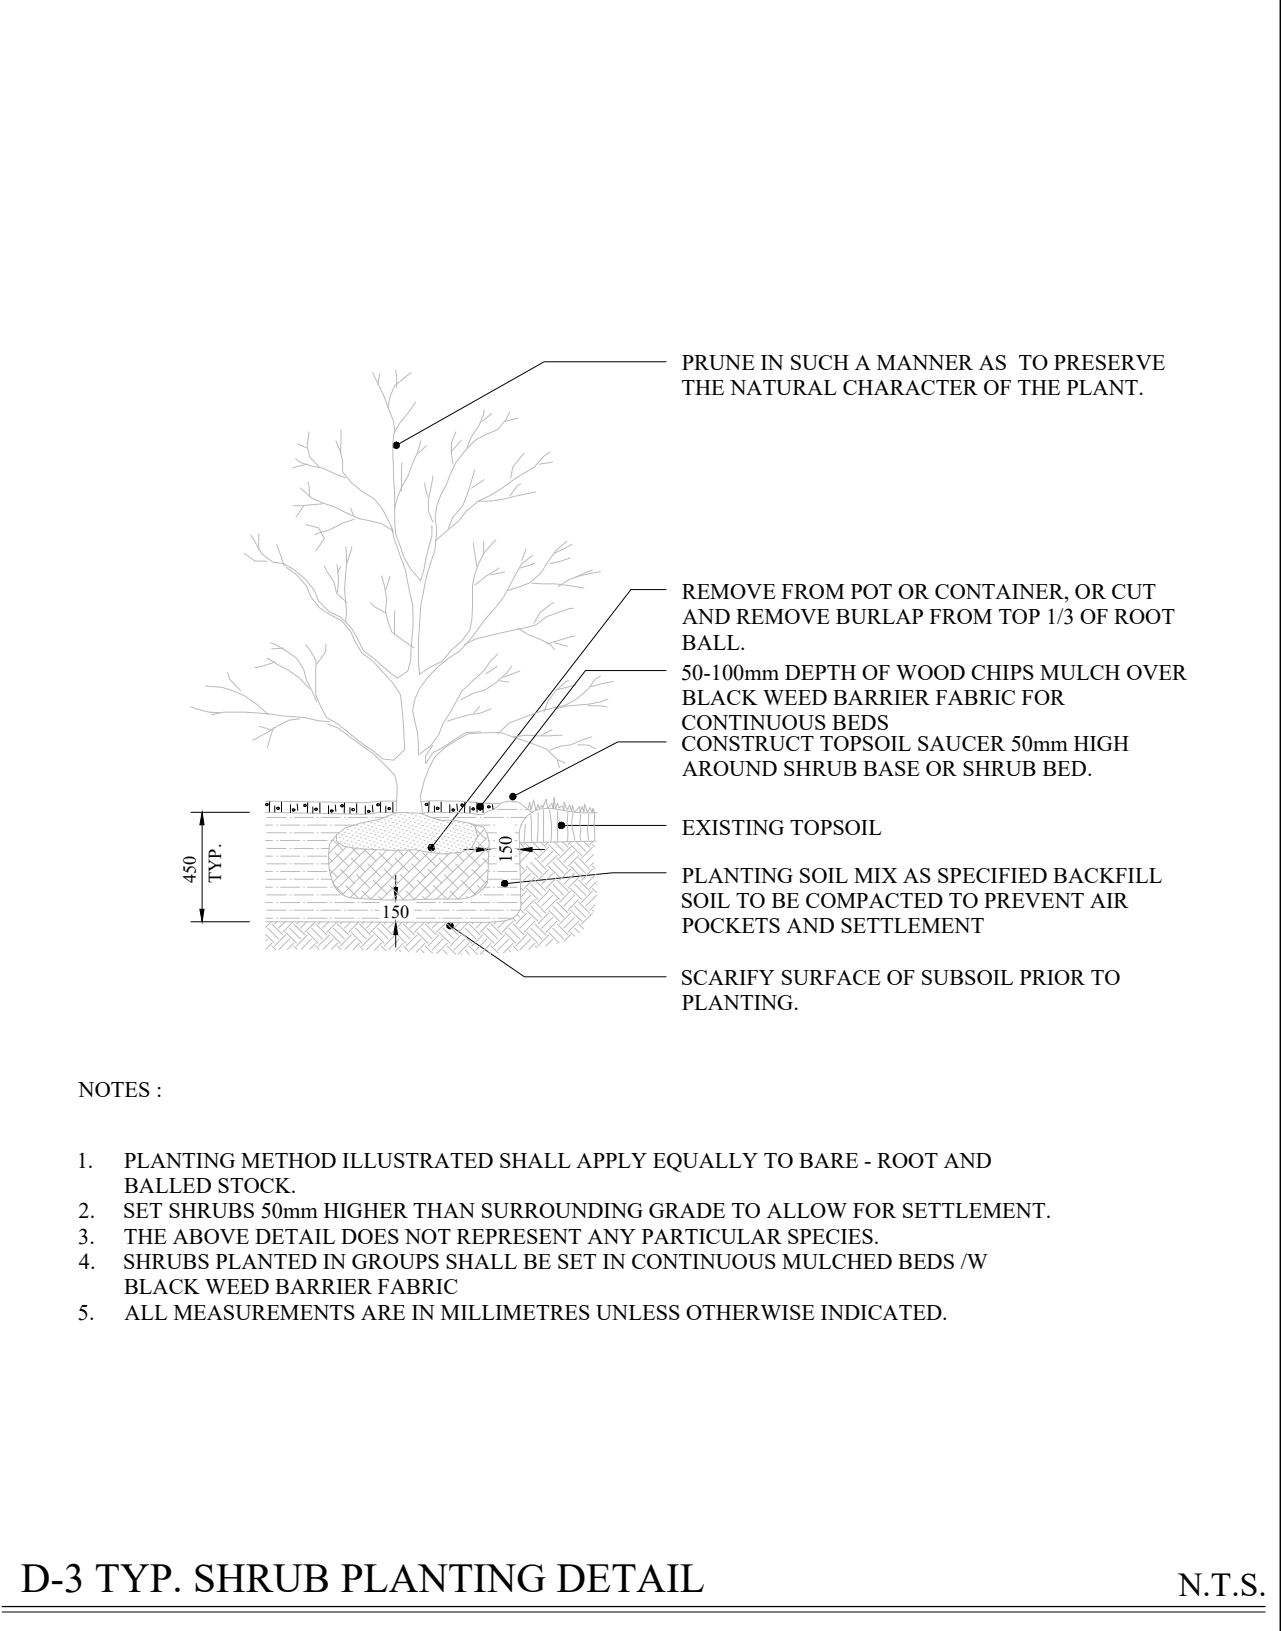 PRUNE IN SUCH A MANNER AS TO PRESERVE
THE NATURAL CHARACTER OF THE PLANT.
REMOVE FROM POT OR CONTAINER, OR CUT
AND REMOVE BURLAP FROM TOP 1/3 OF ROOT
BALL.
50-100mm DEPTH OF WOOD CHIPS MULCH OVER
BLACK WEED BARRIER FABRIC FOR
CONTINUOUS BEDS
CONSTRUCT TOPSOIL SAUCER 50mm HIGH
AROUND SHRUB BASE OR SHRUB BED.
EXISTING TOPSOIL
450
TYP.
150
150
PLANTING SOIL MIX AS SPECIFIED BACKFILL
SOIL TO BE COMPACTED TO PREVENT AIR
POCKETS AND SETTLEMENT
SCARIFY SURFACE OF SUBSOIL PRIOR TO
PLANTING.
NOTES :
1. PLANTING METHOD ILLUSTRATED SHALL APPLY EQUALLY TO BARE - ROOT AND
BALLED STOCK.
2. SET SHRUBS 50mm HIGHER THAN SURROUNDING GRADE TO ALLOW FOR SETTLEMENT.
3. THE ABOVE DETAIL DOES NOT REPRESENT ANY PARTICULAR SPECIES.
4. SHRUBS PLANTED IN GROUPS SHALL BE SET IN CONTINUOUS MULCHED BEDS /W
BLACK WEED BARRIER FABRIC
5. ALL MEASUREMENTS ARE IN MILLIMETRES UNLESS OTHERWISE INDICATED.
D-3 TYP. SHRUB PLANTING DETAIL
N.T.S.